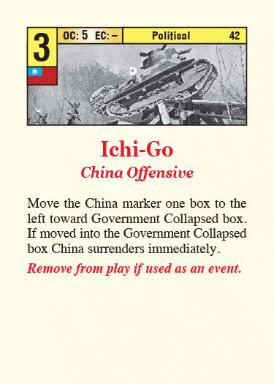 3 OC: 5 EC: – Political 42
Ichi-Go
China Offensive
Move the China marker one box to the
left toward Government Collapsed box.
If moved into the Government Collapsed
box China surrenders immediately.
Remove from play if used as an event.